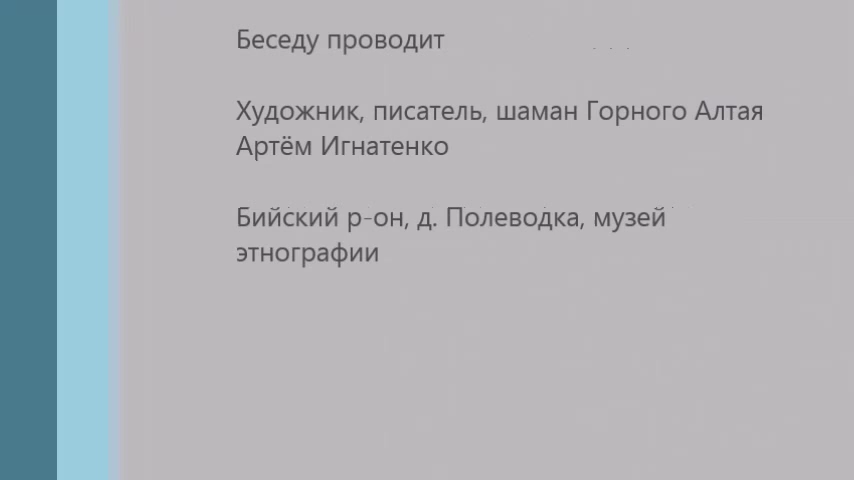 Беседу проводит
Художник, писатель, шаман Горного Алтая
Артём Игнатенко
Бийский р-он, д. Полеводка, музей
этнографии